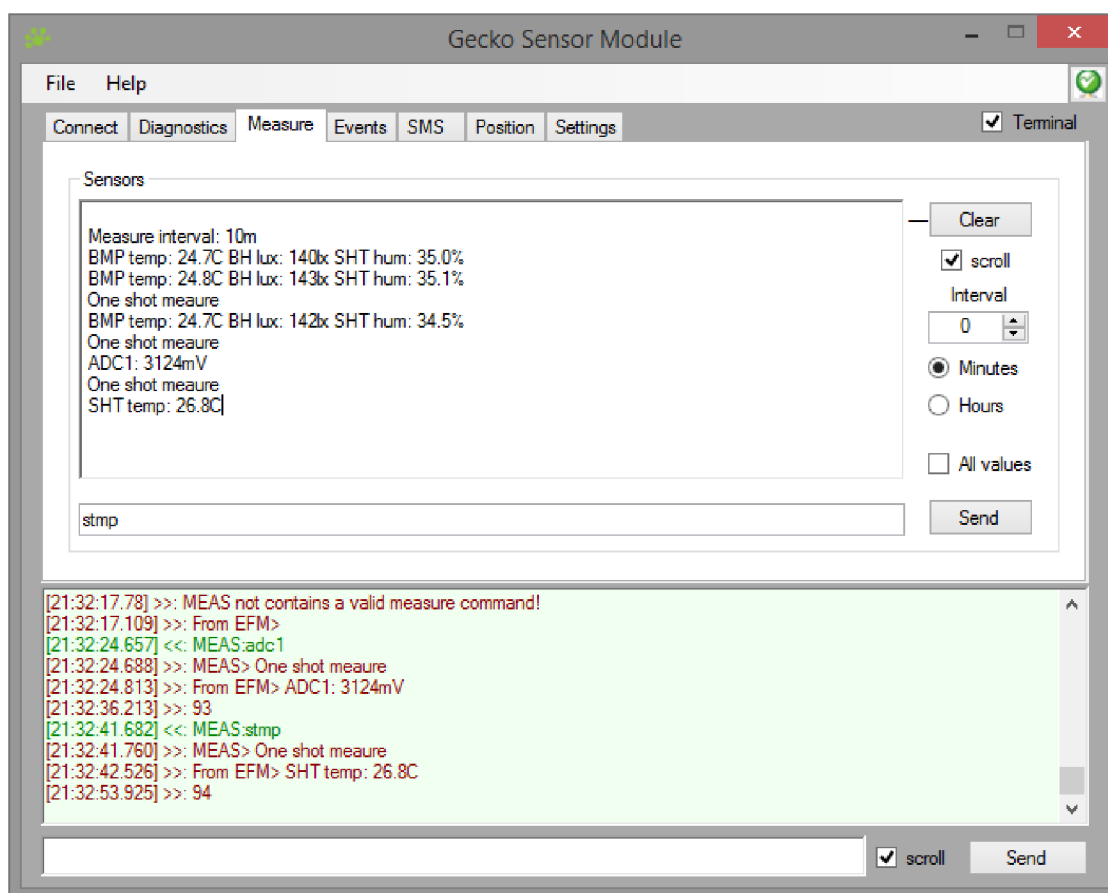 Gecko Sensor Module
File Help
Connect Diagnostics Measure Events SMS Position Settings Terminal
Sensors
Measure interval: 10m
BMP temp: 24.7C BH lux: 140lx SHT hum: 35.0%
BMP temp: 24.8C BH lux: 143lx SHT hum: 35.1%
One shot meaure
BMP temp: 24.7C BH lux: 142lx SHT hum: 34.5%
One shot meaure
ADC1: 3124mV
One shot meaure
SHT temp: 26.8C
Clear
scroll
Interval
0
Minutes
Hours
All values
stmp
Send
[21:32:17.78] >>: MEAS not contains a valid measure command!
[21:32:17.109] >>: From EFM>
[21:32:24.657] <<: MEAS:adc1
[21:32:24.688] >>: MEAS> One shot meaure
[21:32:24.813] >>: From EFM> ADC1: 3124mV
[21:32:36.213] >>: 93
[21:32:41.682] <<: MEAS:stmp
[21:32:41.760] >>: MEAS> One shot meaure
[21:32:42.526] >>: From EFM> SHT temp: 26.8C
[21:32:53.925] >>: 94
scroll Send